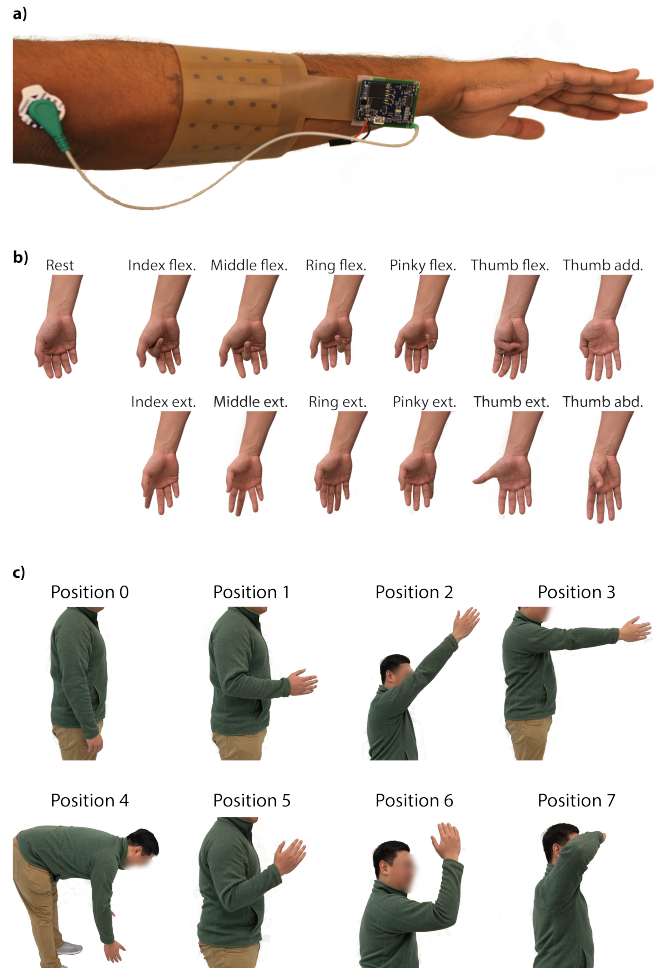 a)
b)
Rest Index flex. Middle flex. Ring flex. Pinky flex. Thumb flex. Thumb add.
Index ext. Middle ext. Ring ext. Pinky ext. Thumb ext. Thumb abd.
c)
Position 0 Position 1 Position 2 Position 3
Position 4 Position 5 Position 6 Position 7